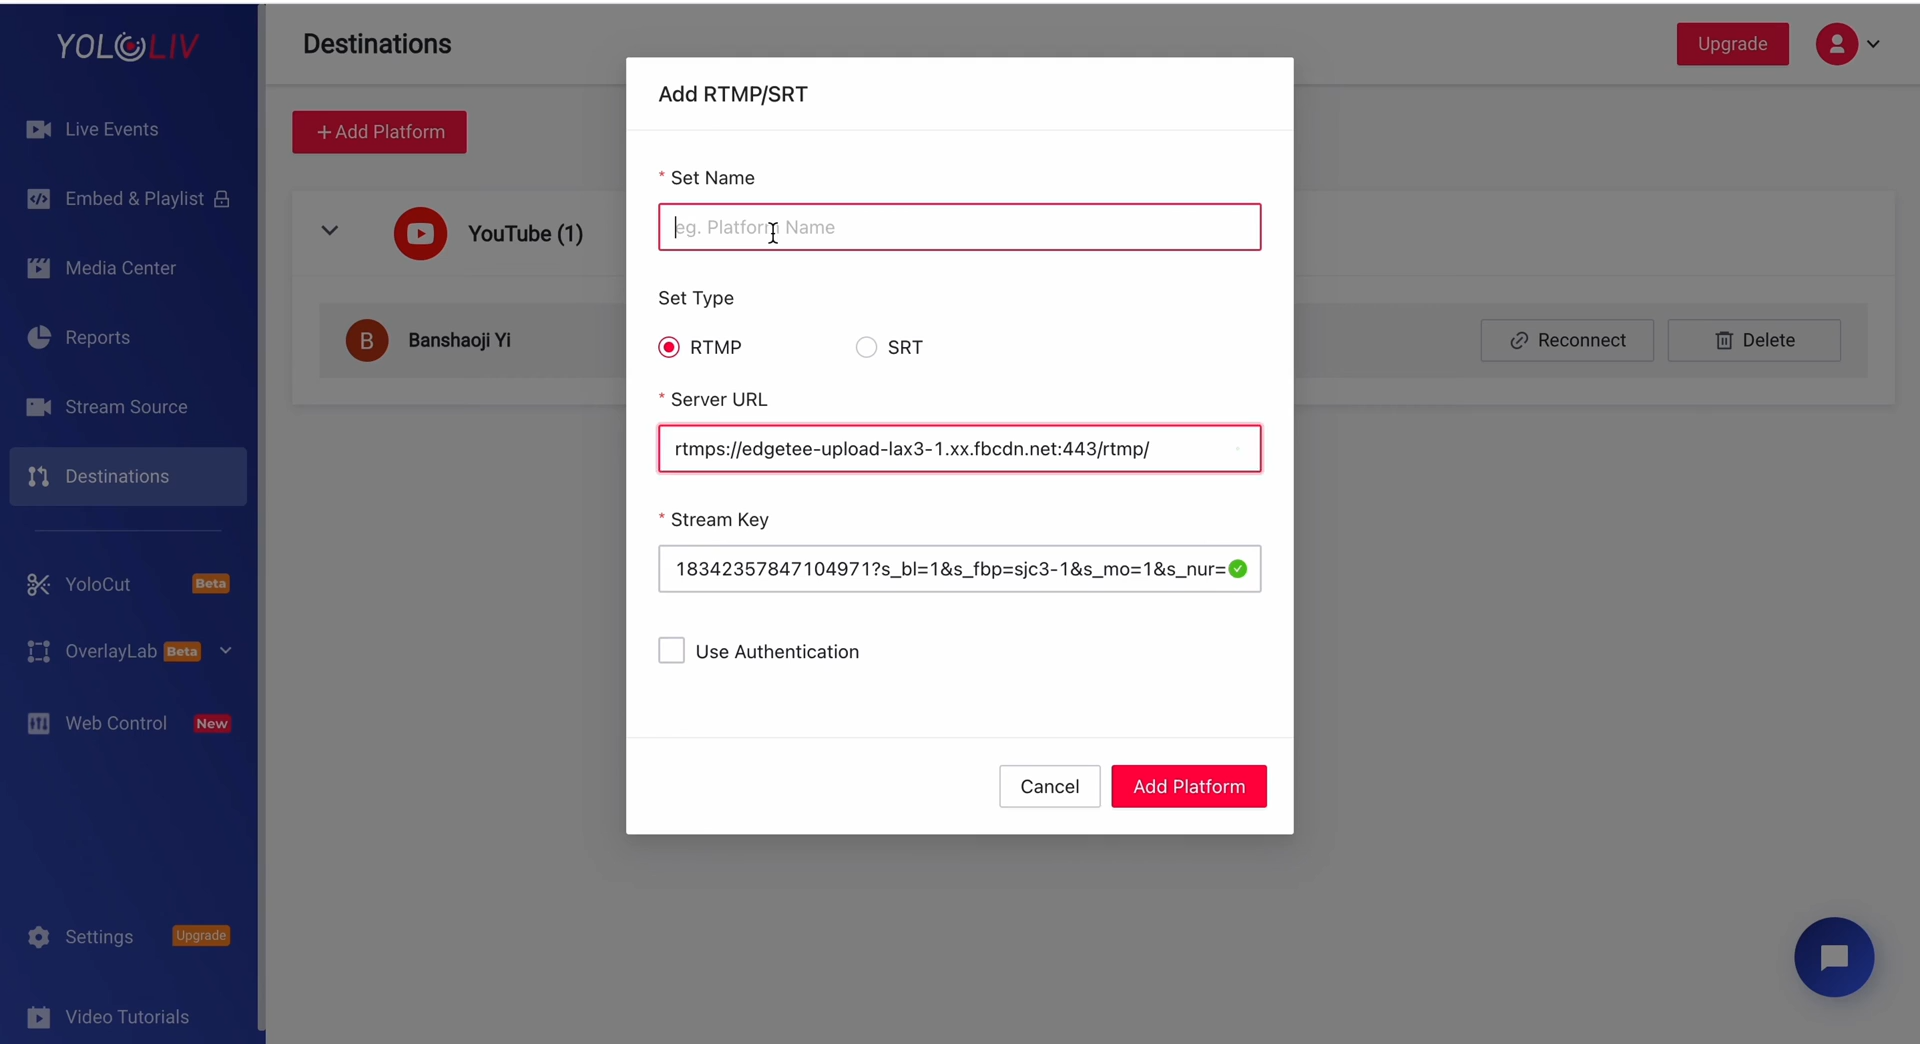 YOLOLIV
Destinations
Upgrade
Live Events
Embed & Playlist
Media Center
Reports
Stream Source
Destinations
YoloCut Beta
OverlayLab Beta
Web Control New
Settings Upgrade
Video Tutorials
+ Add Platform
YouTube (1)
B Banshaoji Yi
Reconnect
Delete
Add RTMP/SRT
* Set Name
eg. Platform Name
Set Type
RTMP SRT
* Server URL
rtmps://edgetee-upload-lax3-1.xx.fbcdn.net:443/rtmp/
* Stream Key
18342357847104971?s_bl=1&s_fbp=sjc3-1&s_mo=1&s_nur=
Use Authentication
Cancel
Add Platform